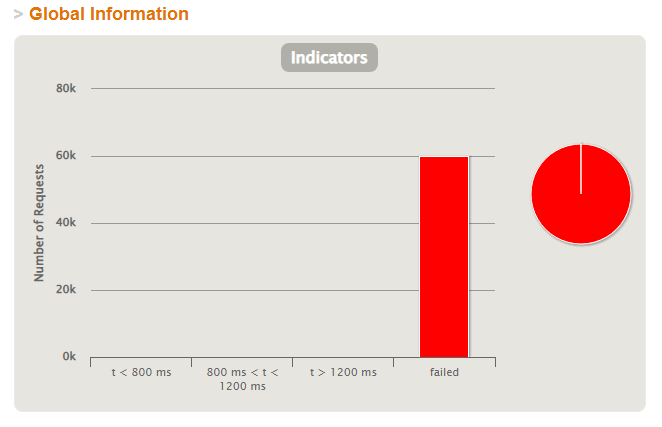 > Global Information
Indicators
80k
60k
40k
20k
0k
Number of Requests
t < 800 ms
800 ms < t <
1200 ms
t > 1200 ms
failed